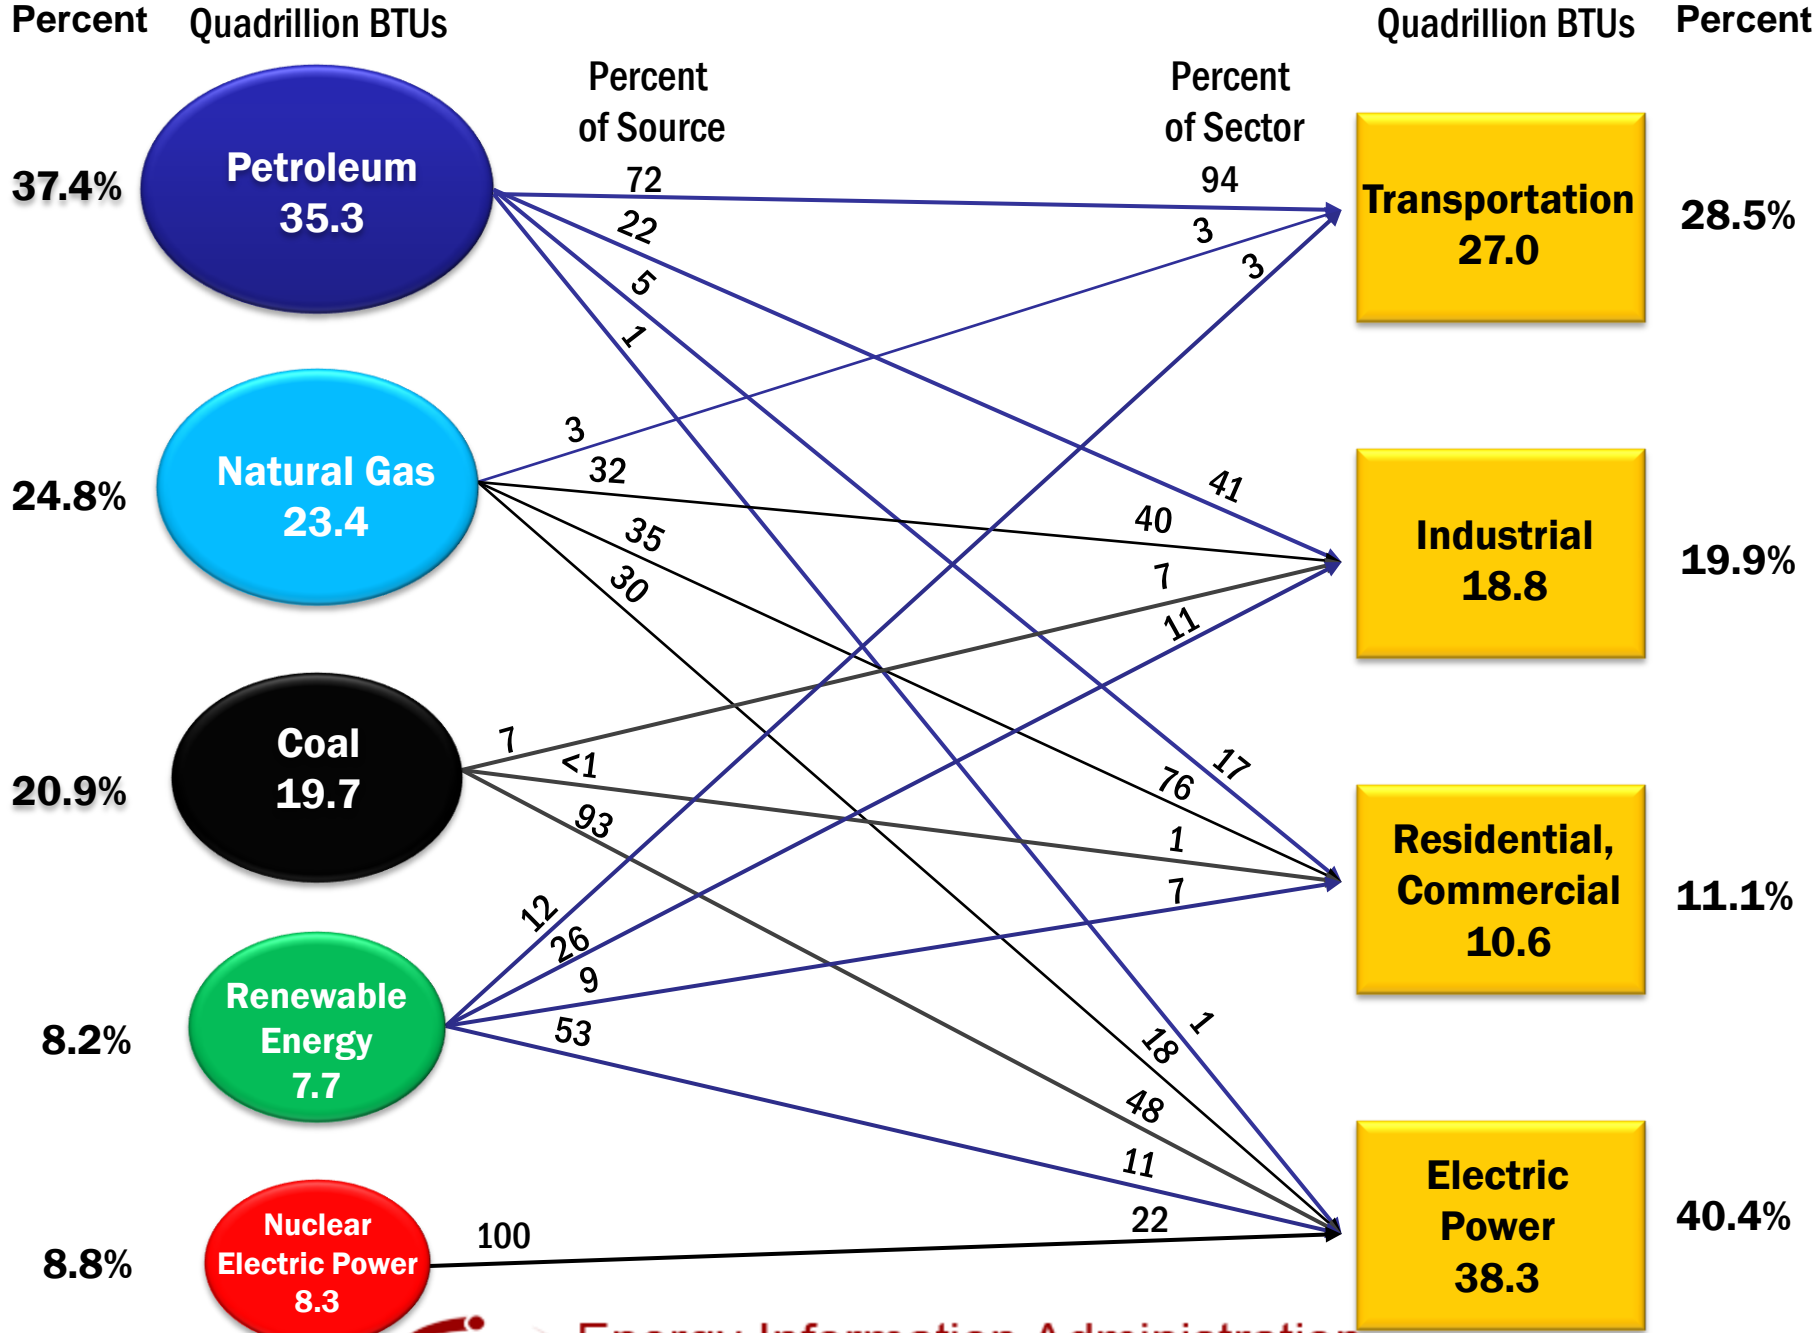 Percent
Quadrillion BTUs
Quadrillion BTUs
Percent
Percent
of Source
Percent
of Sector
37.4%
Petroleum
35.3
72
22
5
1
94
3
3
Transportation
27.0
28.5%
24.8%
Natural Gas
23.4
3
32
35
30
41
40
7
11
Industrial
18.8
19.9%
20.9%
Coal
19.7
7
<1
93
17
76
1
7
Residential,
Commercial
10.6
11.1%
8.2%
Renewable
Energy
7.7
12
26
9
53
1
18
48
11
22
Electric
Power
38.3
40.4%
8.8%
Nuclear
Electric Power
8.3
100
Energy Information Administration